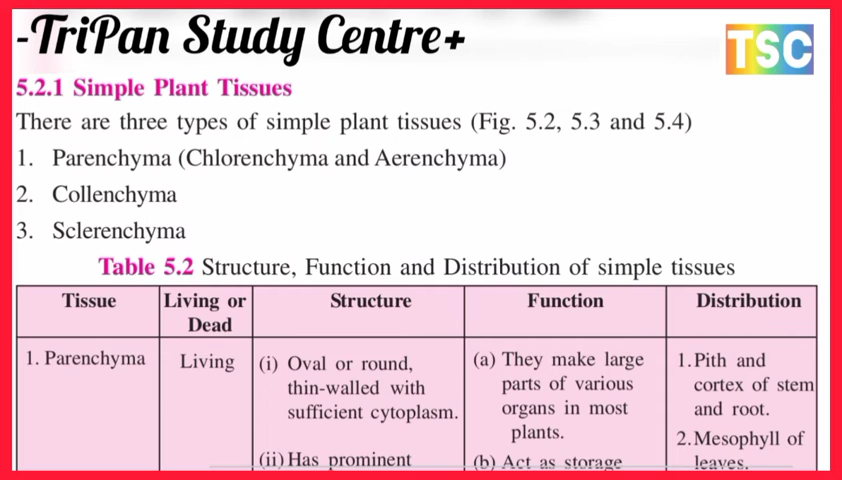 -TriPan Study Centre+
TSC
5.2.1 Simple Plant Tissues
There are three types of simple plant tissues (Fig. 5.2, 5.3 and 5.4)
1. Parenchyma (Chlorenchyma and Aerenchyma)
2. Collenchyma
3. Sclerenchyma
Table 5.2 Structure, Function and Distribution of simple tissues
Tissue
Living or
Dead
Structure
Function
Distribution
1. Parenchyma
Living
(i) Oval or round,
thin-walled with
sufficient cytoplasm.
(ii) Has prominent
(a) They make large
parts of various
organs in most
plants.
(b) Act as storage
1. Pith and
cortex of stem
and root.
2. Mesophyll of
leaves.